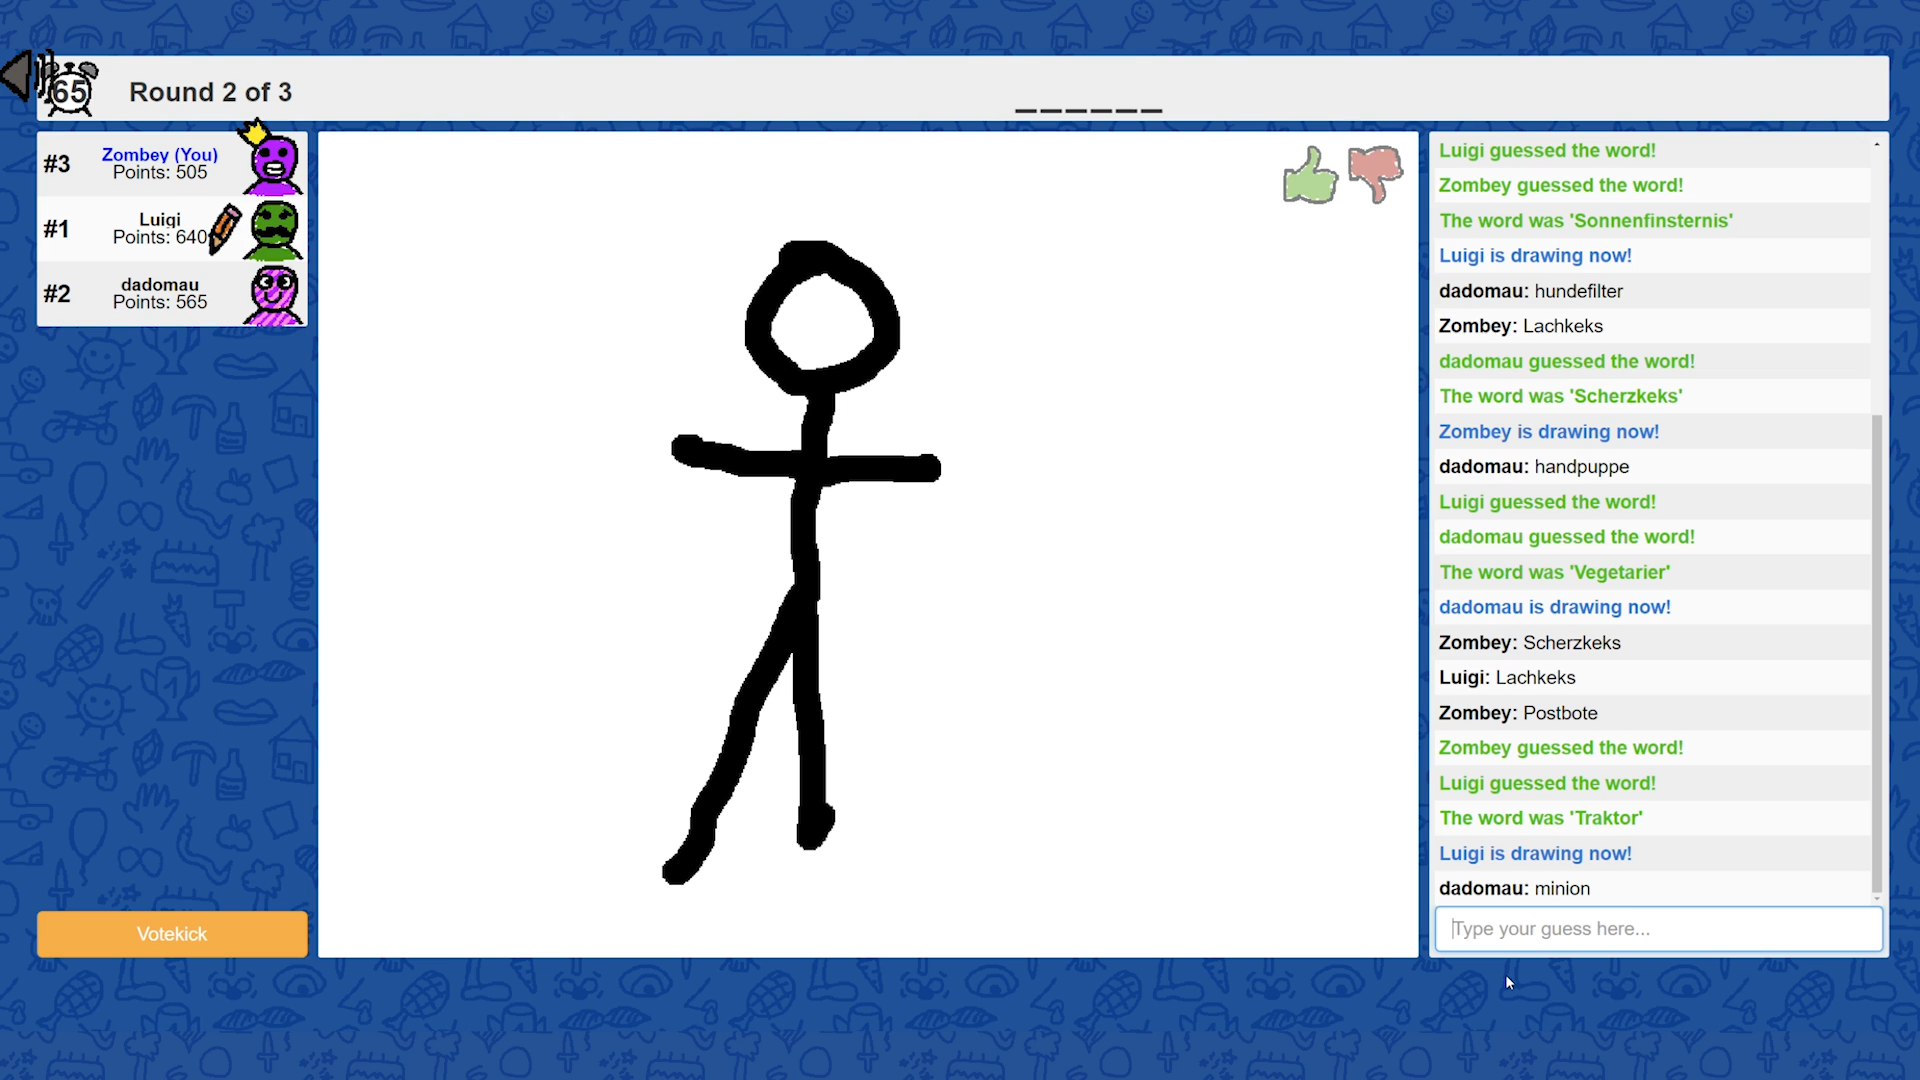 65
Round 2 of 3
______
#3
Zombey (You)
Points: 505
#1
Luigi
Points: 640
#2
dadomau
Points: 565
Votekick
Luigi guessed the word!
Zombey guessed the word!
The word was 'Sonnenfinsternis'
Luigi is drawing now!
dadomau: hundefilter
Zombey: Lachkeks
dadomau guessed the word!
The word was 'Scherzkeks'
Zombey is drawing now!
dadomau: handpuppe
Luigi guessed the word!
dadomau guessed the word!
The word was 'Vegetarier'
dadomau is drawing now!
Zombey: Scherzkeks
Luigi: Lachkeks
Zombey: Postbote
Zombey guessed the word!
Luigi guessed the word!
The word was 'Traktor'
Luigi is drawing now!
dadomau: minion
Type your guess here...